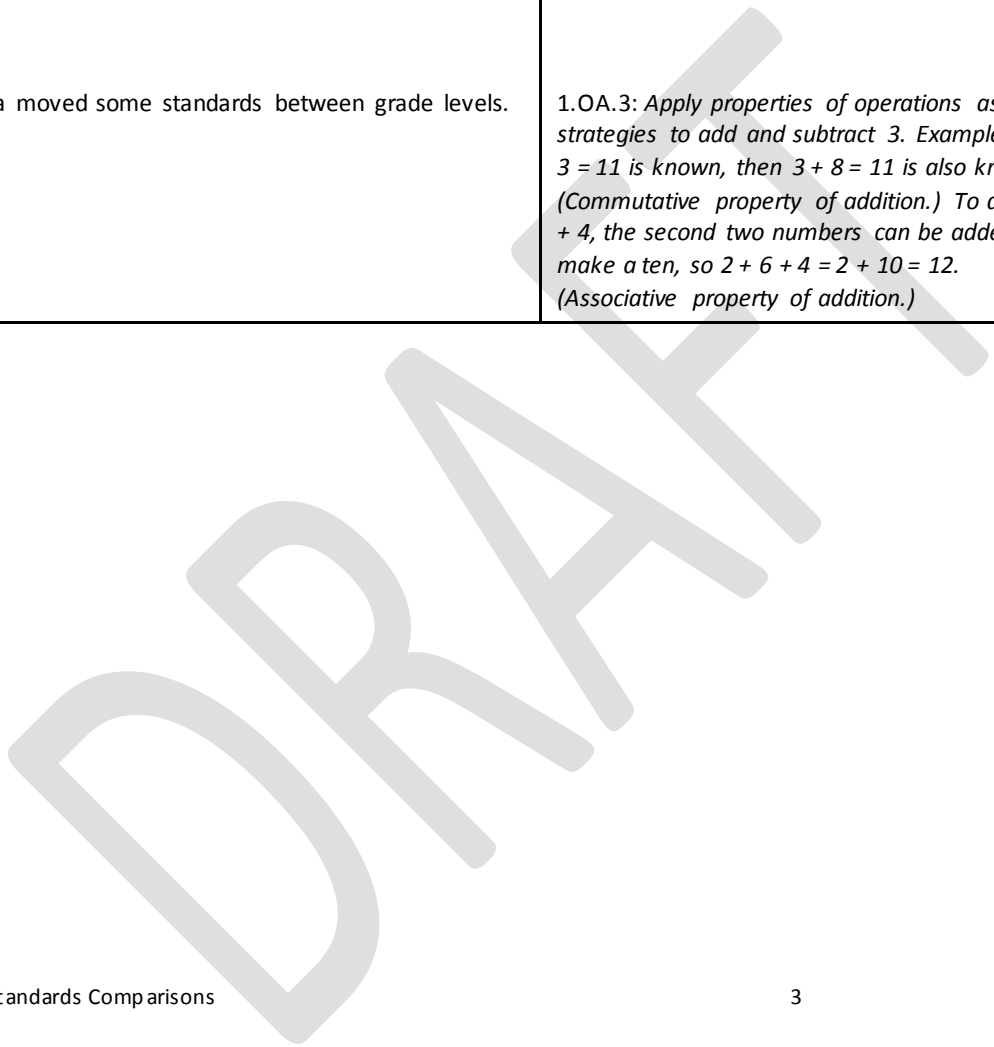 moved some standards between grade levels.
1.OA.3: Apply properties of operations as
strategies to add and subtract 3. Example
3 = 11 is known, then 3 + 8 = 11 is also
(Commutative property of addition.) To
+ 4, the second two numbers can be
make a ten, so 2 + 6 + 4 = 2 + 10 = 12.
(Associative property of addition.)
DRAFT
Comparisons 3